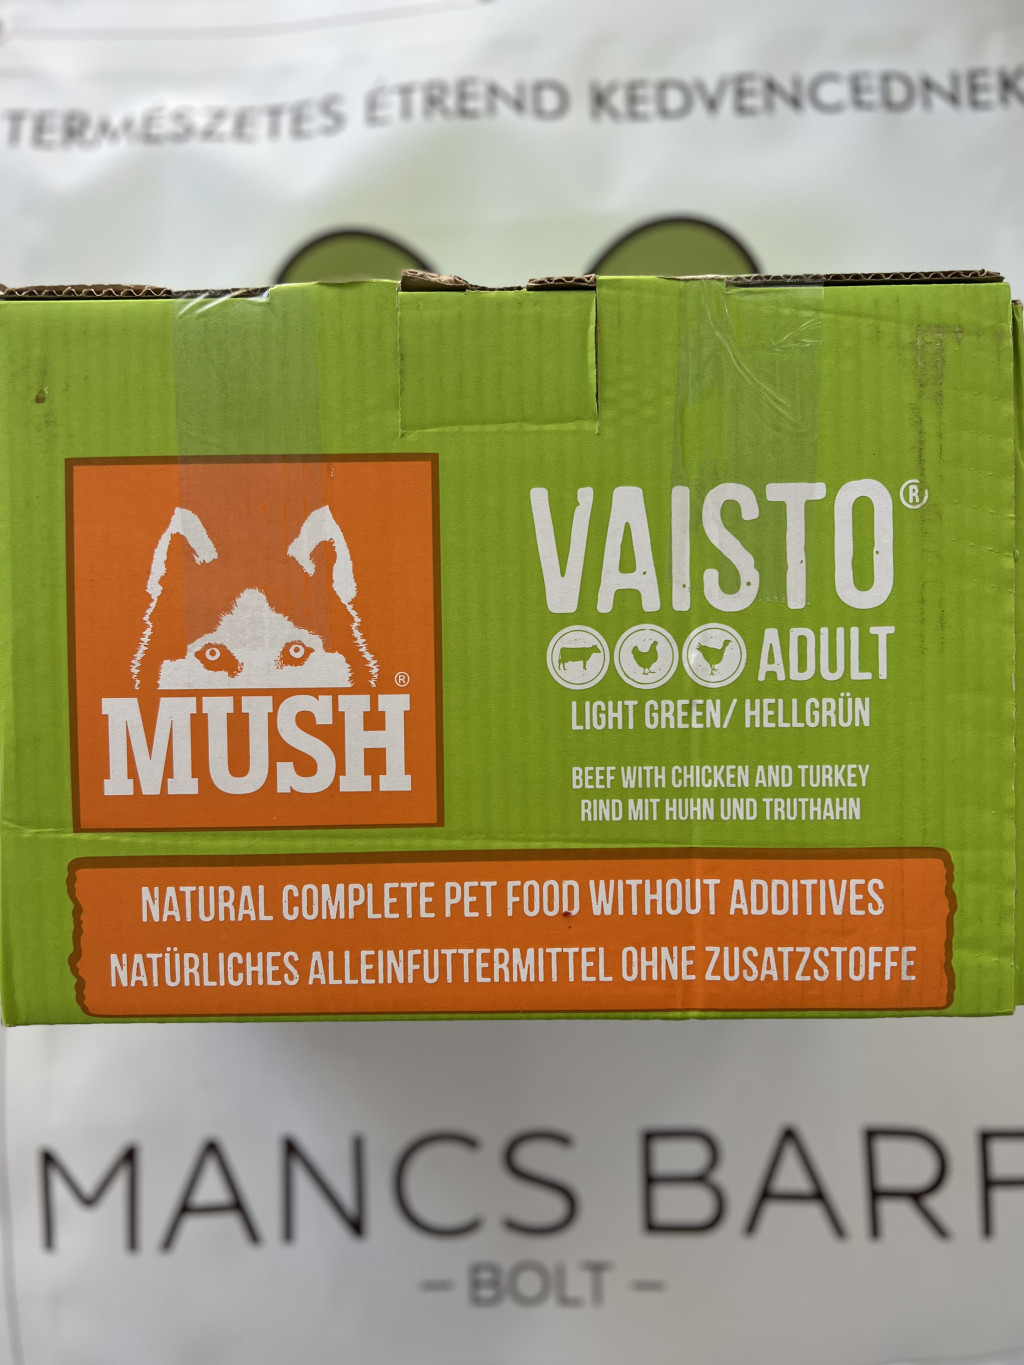 TERMÉSZETES ÉTREND KEDVENCEDNEK
MUSH®
VAISTO®
ADULT
LIGHT GREEN/ HELLGRÜN
BEEF WITH CHICKEN AND TURKEY
RIND MIT HUHN UND TRUTHAHN
NATURAL COMPLETE PET FOOD WITHOUT ADDITIVES
NATÜRLICHES ALLEINFUTTERMITTEL OHNE ZUSATZSTOFFE
MANCS BARF
– BOLT –